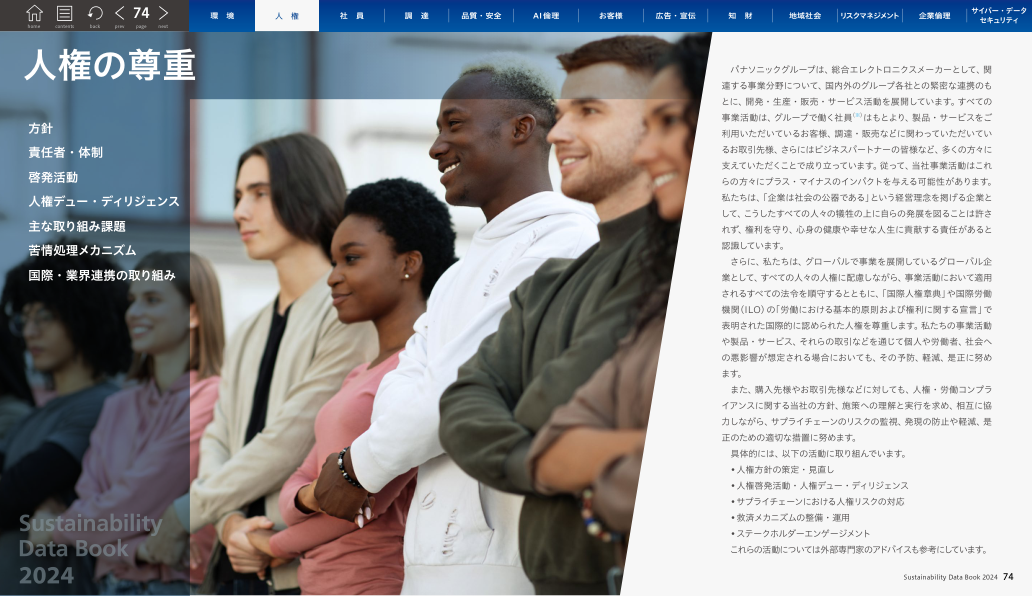 home contents back prev 74 page next
環 境
人 権
社 員
調 達
品質・安全
AI倫理
お客様
広告・宣伝
知 財
地域社会
リスクマネジメント
企業倫理
サイバー・データ
セキュリティ
人権の尊重
方針
責任者・体制
啓発活動
人権デュー・ディリジェンス
主な取り組み課題
苦情処理メカニズム
国際・業界連携の取り組み
Sustainability
Data Book
2024
パナソニックグループは、総合エレクトロニクスメーカーとして、関
連する事業分野について、国内外のグループ各社との緊密な連携のも
とに、開発・生産・販売・サービス活動を展開しています。すべての
事業活動は、グループで働く社員(※)はもとより、製品・サービスをご
利用いただいているお客様、調達・販売などに関わっていただいてい
るお取引先様、さらにはビジネスパートナーの皆様など、多くの方々に
支えていただくことで成り立っています。従って、当社事業活動はこれ
らの方々にプラス・マイナスのインパクトを与える可能性があります。
私たちは、「企業は社会の公器である」という経営理念を掲げる企業と
して、こうしたすべての人々の犠牲の上に自らの発展を図ることは許さ
れず、権利を守り、心身の健康や幸せな人生に貢献する責任があると
認識しています。
さらに、私たちは、グローバルで事業を展開しているグローバル企
業として、すべての人々の人権に配慮しながら、事業活動において適用
されるすべての法令を順守するとともに、「国際人権章典」や国際労働
機関(ILO)の「労働における基本的原則および権利に関する宣言」で
表明された国際的に認められた人権を尊重します。私たちの事業活動
や製品・サービス、それらの取引などを通じて個人や労働者、社会へ
の悪影響が想定される場合においても、その予防、軽減、是正に努め
ます。
また、購入先様やお取引先様などに対しても、人権・労働コンプラ
イアンスに関する当社の方針、施策への理解と実行を求め、相互に協
力しながら、サプライチェーンのリスクの監視、発現の防止や軽減、是
正のための適切な措置に努めます。
具体的には、以下の活動に取り組んでいます。
•人権方針の策定・見直し
•人権啓発活動・人権デュー・ディリジェンス
•サプライチェーンにおける人権リスクの対応
•救済メカニズムの整備・運用
•ステークホルダーエンゲージメント
これらの活動については外部専門家のアドバイスも参考にしています。
Sustainability Data Book 2024 74